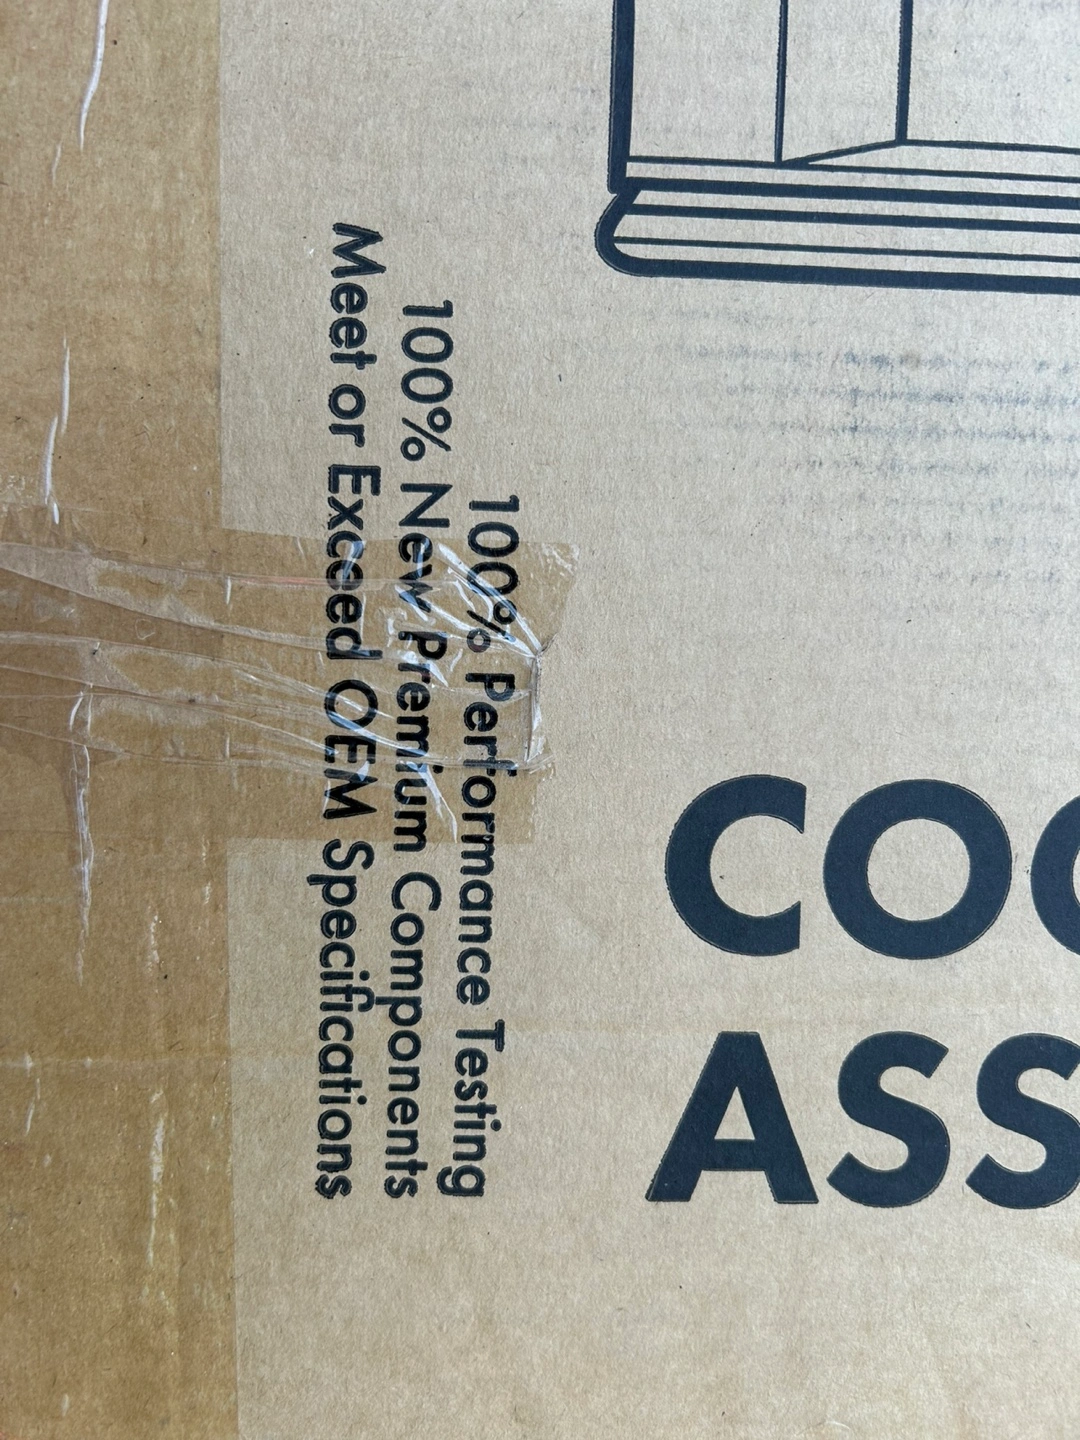 100% Performance Testing
100% New Premium Components
Meet or Exceed OEM Specifications
COO
ASS